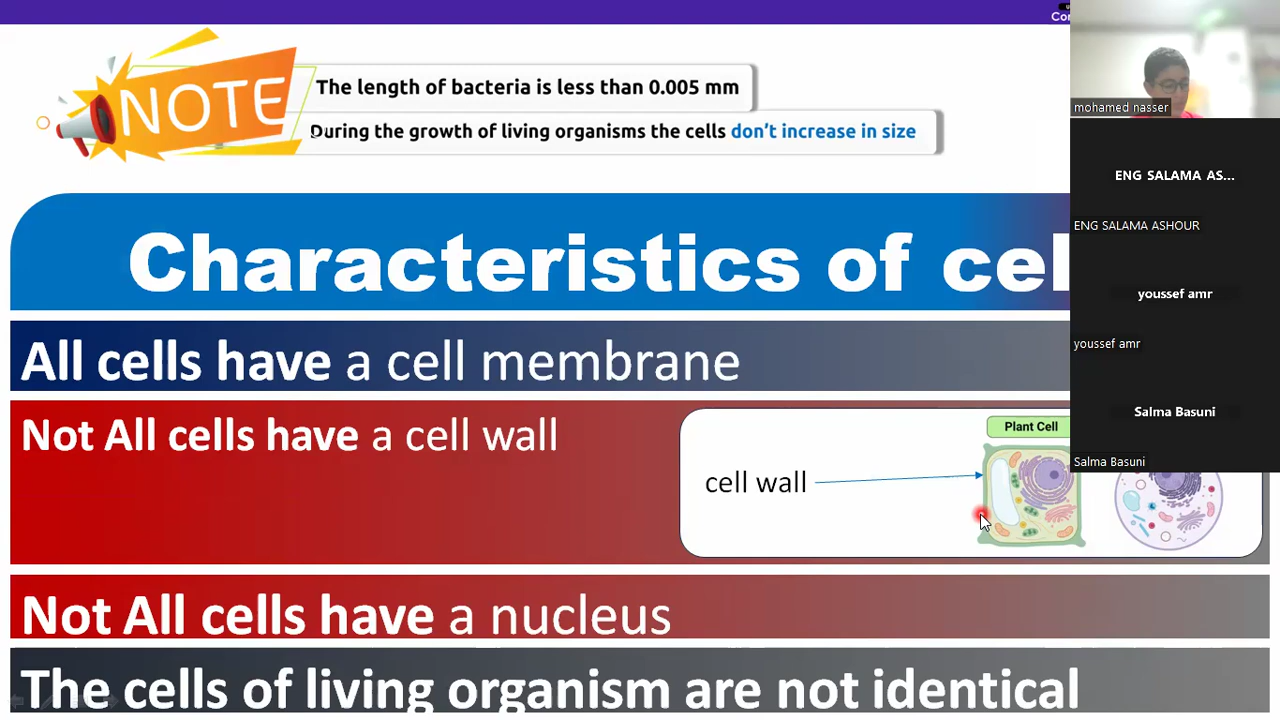 NOTE
The length of bacteria is less than 0.005 mm
During the growth of living organisms the cells don't increase in size
Characteristics of cel
All cells have a cell membrane
Not All cells have a cell wall
Plant Cell
cell wall
Not All cells have a nucleus
The cells of living organism are not identical
mohamed nasser
ENG SALAMA AS...
ENG SALAMA ASHOUR
youssef amr
youssef amr
Salma Basuni
Salma Basuni